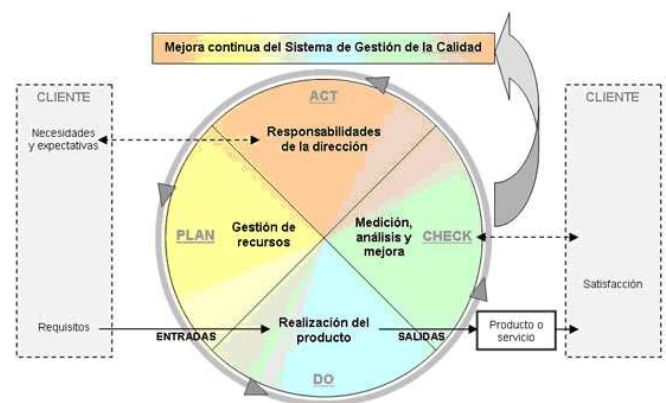 Mejora continua del Sistema de Gestión de la Calidad
CLIENTE
Necesidades
y expectativas
Requisitos
ACT
Responsabilidades
de la dirección
PLAN
Gestión de
recursos
Medición,
análisis y
mejora
CHECK
ENTRADAS
Realización del
producto
SALIDAS
DO
Producto o
servicio
CLIENTE
Satisfacción